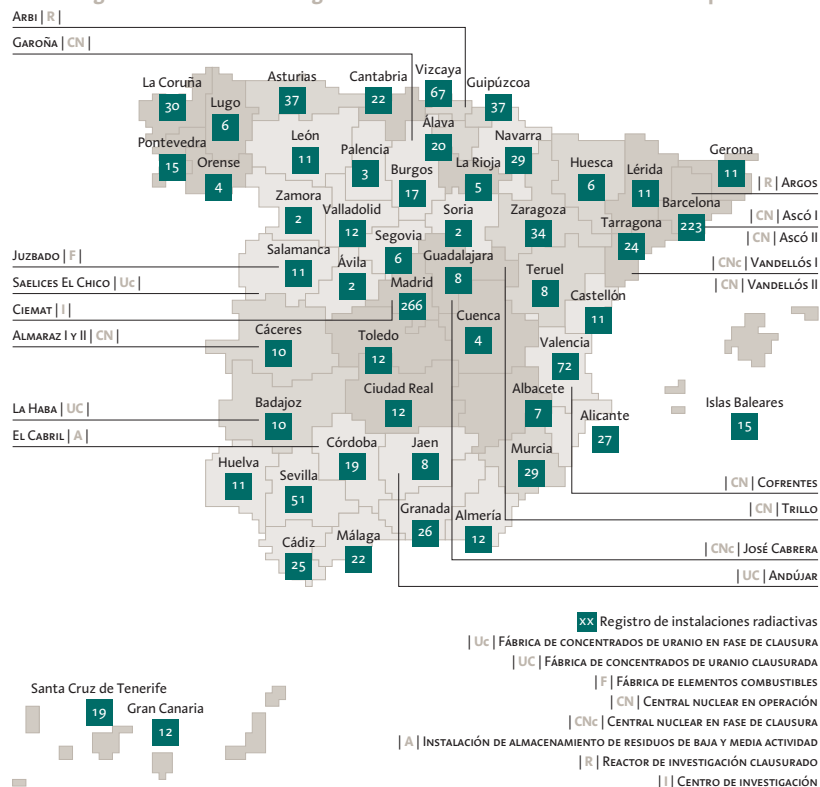 Arbi | R |
Garoña | CN |
La Coruña
30
Lugo
6
Asturias
37
Cantabria
22
Vizcaya
67
Guipúzcoa
37
Pontevedra
15
Orense
4
León
11
Palencia
3
Burgos
17
Álava
20
La Rioja
5
Navarra
29
Huesca
6
Lérida
11
Gerona
11
Barcelona
223
Tarragona
24
Zamora
2
Valladolid
12
Soria
2
Zaragoza
34
Segovia
6
Salamanca
11
Ávila
2
Guadalajara
8
Madrid
266
Teruel
8
Castellón
11
Cuenca
4
Cáceres
10
Toledo
12
Valencia
72
Badajoz
10
Ciudad Real
12
Albacete
7
Alicante
27
Islas Baleares
15
Córdoba
19
Jaen
8
Murcia
29
Huelva
11
Sevilla
51
Granada
26
Almería
12
Cádiz
25
Málaga
22
Juzbado | F |
Saelices El Chico | Uc |
Ciemat | I |
Almaraz I y II | CN |
La Haba | UC |
El Cabril | A |
| R | Argos
| CN | Ascó I
| CN | Ascó II
| CNc | Vandellós I
| CN | Vandellós II
| CN | Cofrentes
| CN | Trillo
| CNc | José Cabrera
| UC | Andújar
Santa Cruz de Tenerife
19
Gran Canaria
12
xx Registro de instalaciones radiactivas
| Uc | Fábrica de concentrados de uranio en fase de clausura
| UC | Fábrica de concentrados de uranio clausurada
| F | Fábrica de elementos combustibles
| CN | Central nuclear en operación
| CNc | Central nuclear en fase de clausura
| A | Instalación de almacenamiento de residuos de baja y media actividad
| R | Reactor de investigación clausurado
| I | Centro de investigación